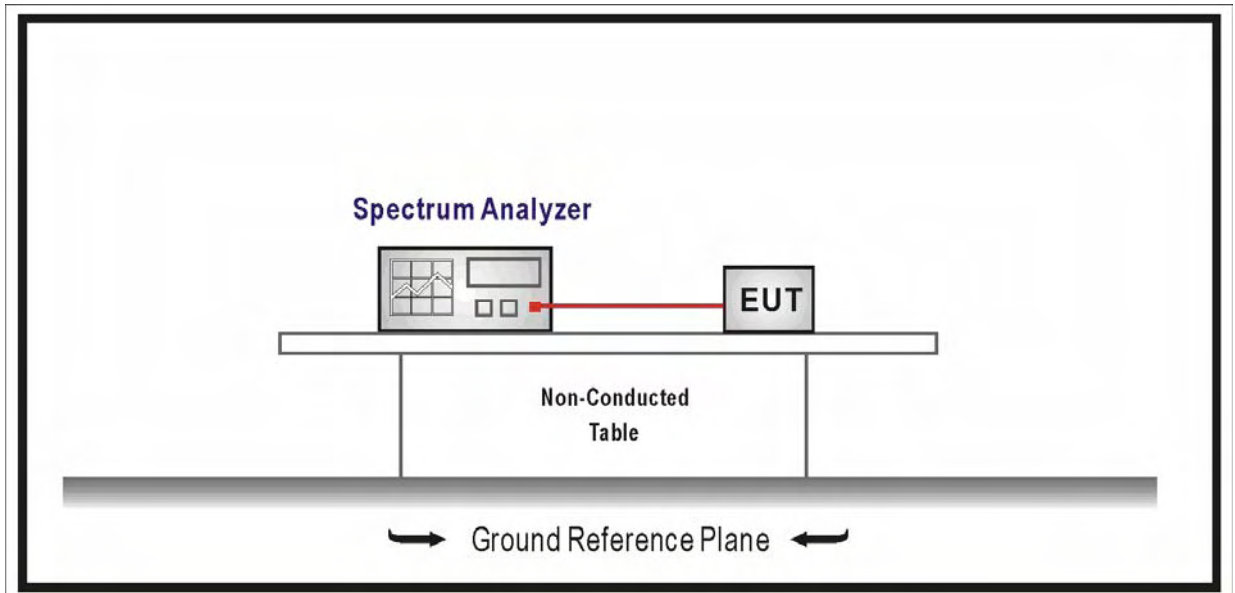 Spectrum Analyzer
EUT
Non-Conducted
Table
Ground Reference Plane